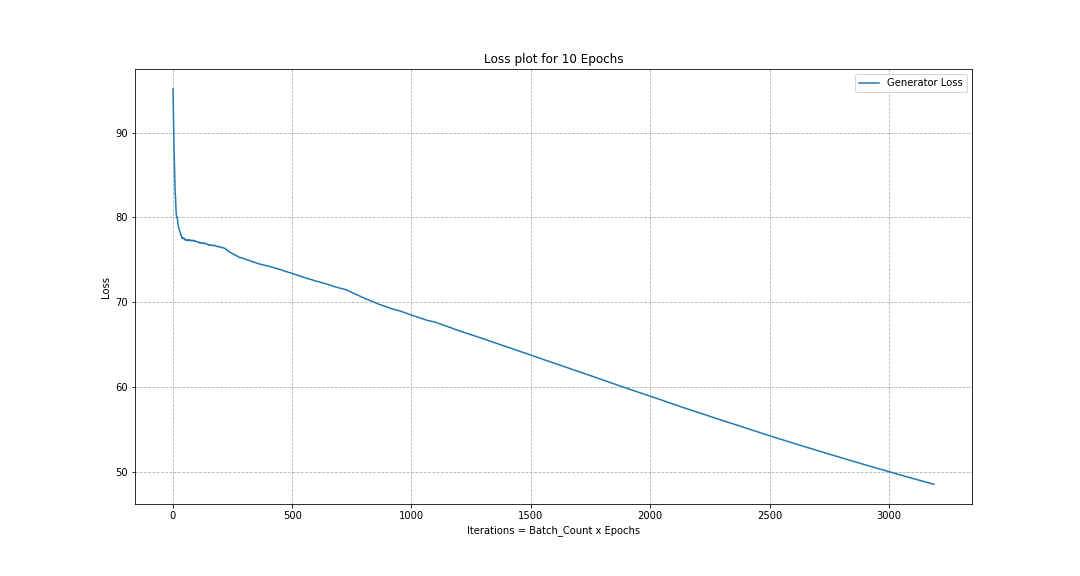 Loss plot for 10 Epochs
Generator Loss
90
80
70
60
50
Loss
0 500 1000 1500 2000 2500 3000
Iterations = Batch_Count x Epochs